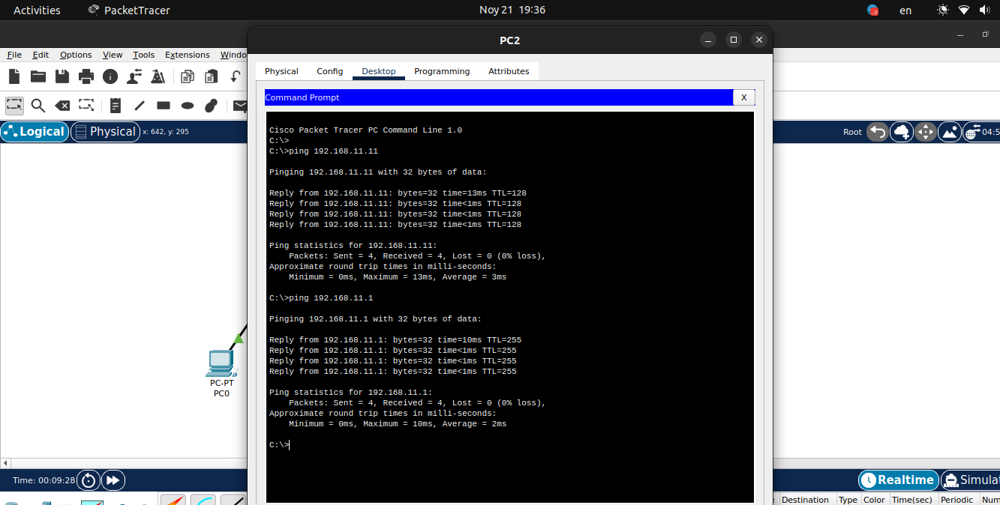 Activities PacketTracer Noy 21 19:36 en
PC2
File Edit Options View Tools Extensions Windo
Physical Config Desktop Programming Attributes
Command Prompt X
Logical Physical x: 642, y: 295 Root 04:5
Cisco Packet Tracer PC Command Line 1.0
C:\>
C:\>ping 192.168.11.11
Pinging 192.168.11.11 with 32 bytes of data:
Reply from 192.168.11.11: bytes=32 time=13ms TTL=128
Reply from 192.168.11.11: bytes=32 time<1ms TTL=128
Reply from 192.168.11.11: bytes=32 time<1ms TTL=128
Reply from 192.168.11.11: bytes=32 time<1ms TTL=128
Ping statistics for 192.168.11.11:
Packets: Sent = 4, Received = 4, Lost = 0 (0% loss),
Approximate round trip times in milli-seconds:
Minimum = 0ms, Maximum = 13ms, Average = 3ms
C:\>ping 192.168.11.1
Pinging 192.168.11.1 with 32 bytes of data:
Reply from 192.168.11.1: bytes=32 time=10ms TTL=255
Reply from 192.168.11.1: bytes=32 time<1ms TTL=255
Reply from 192.168.11.1: bytes=32 time<1ms TTL=255
Reply from 192.168.11.1: bytes=32 time<1ms TTL=255
Ping statistics for 192.168.11.1:
Packets: Sent = 4, Received = 4, Lost = 0 (0% loss),
Approximate round trip times in milli-seconds:
Minimum = 0ms, Maximum = 10ms, Average = 2ms
C:\>
PC-PT
PC0
Time: 00:09:28 Realtime Simulat
Destination Type Color Time(sec) Periodic Num